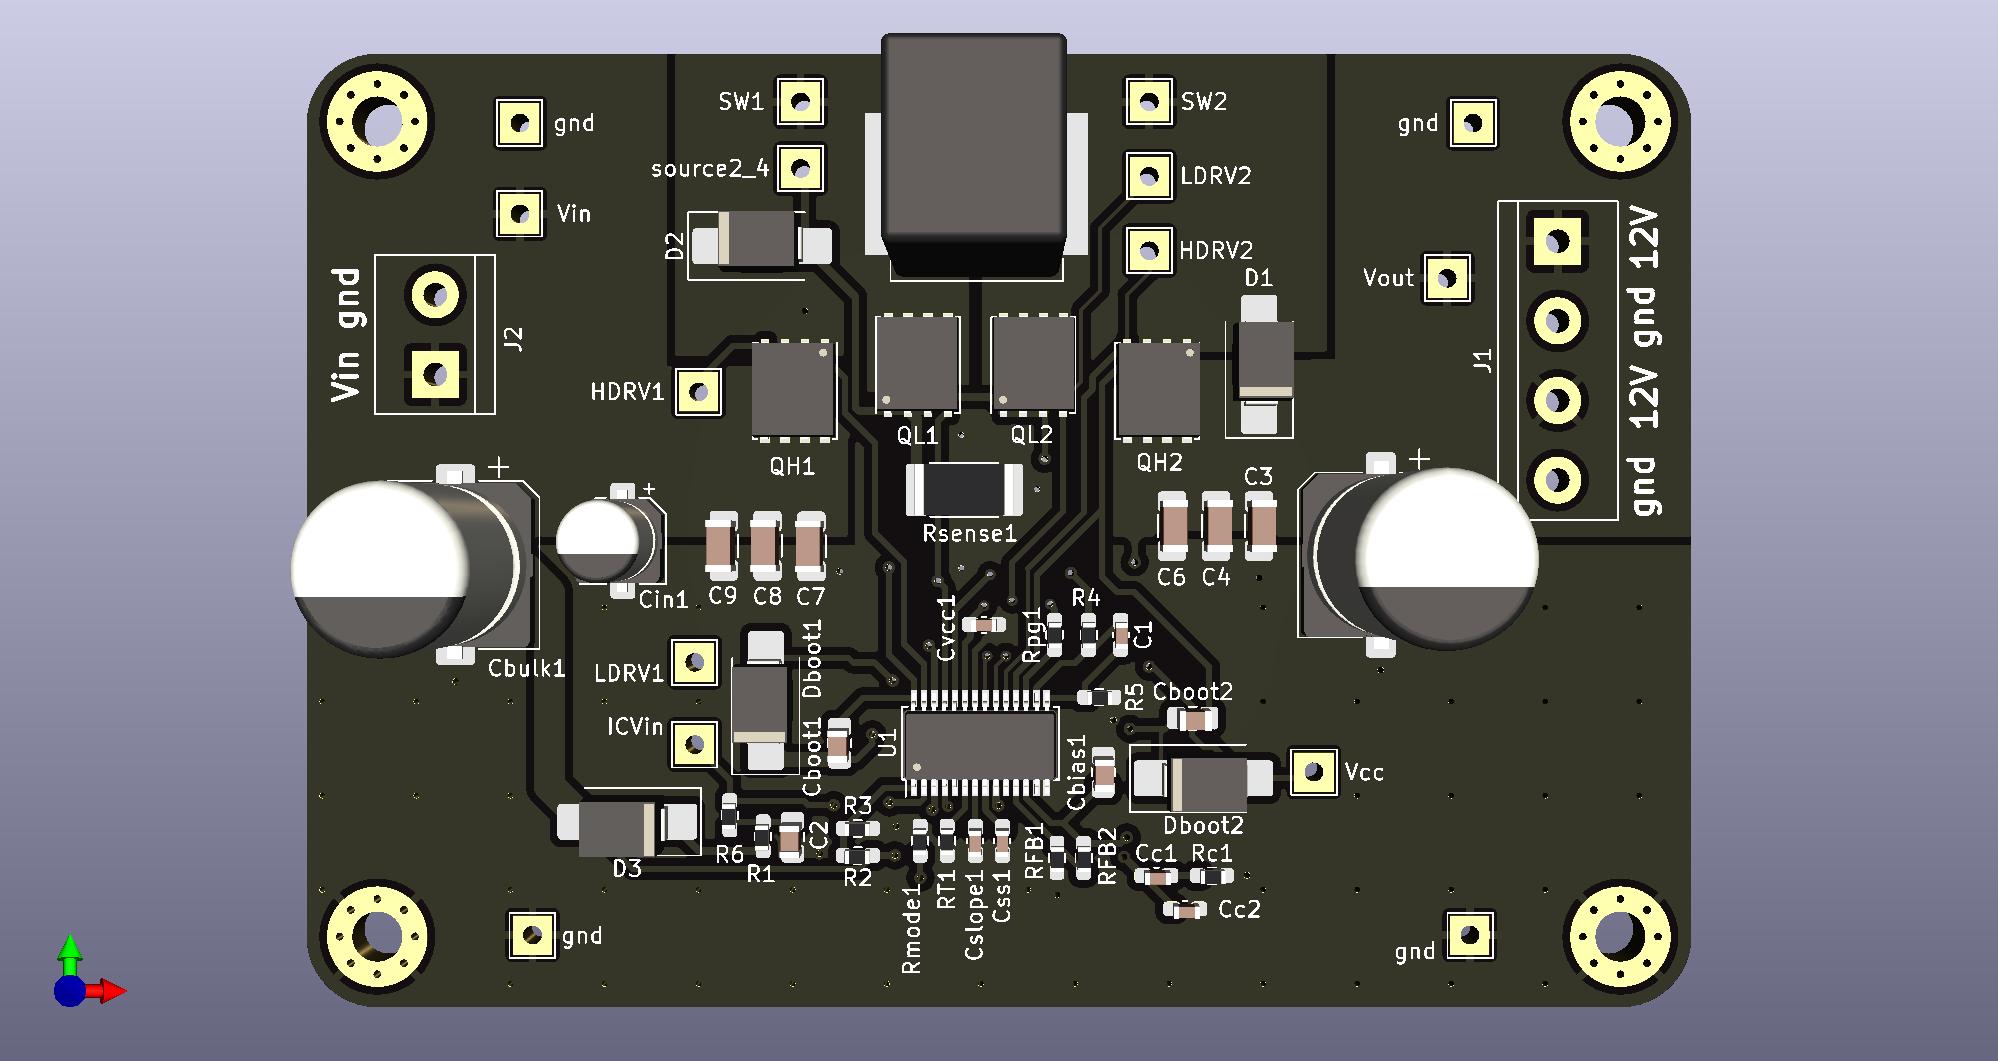 SW1
SW2
gnd
gnd
source2_4
LDRV2
Vin
HDRV2
D2
D1
Vout
12V gnd 12V gnd
J1
Vin gnd
J2
HDRV1
QL1
QL2
QH1
QH2
+
+
+
C3
Rsense1
C9
C8
C7
C6
C4
Cin1
Cvcc1
Rpg1
R4
C1
Cbulk1
LDRV1
Dboot1
R5
Cboot2
ICVin
Cboot1
U1
Cbias1
Vcc
R3
Dboot2
D3
R6
R1
C2
R2
Rmode1
RT1
Cslope1
Css1
RFB1
RFB2
Cc1
Rc1
Cc2
gnd
gnd